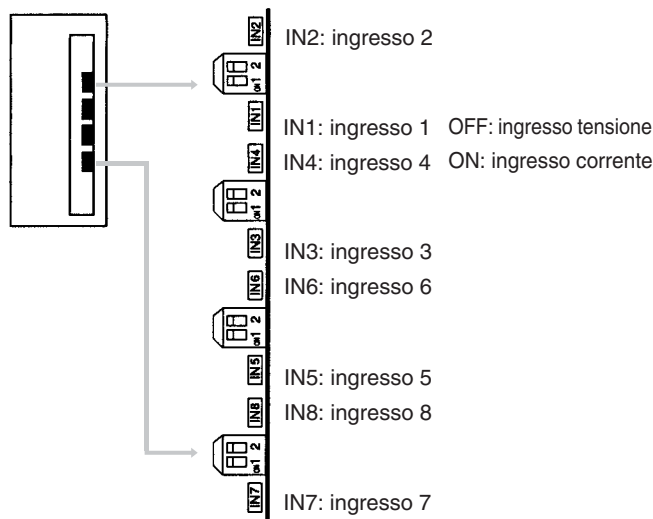 IN2
IN2: ingresso 2
ON 1 2
IN1
IN1: ingresso 1 OFF: ingresso tensione
IN4
IN4: ingresso 4 ON: ingresso corrente
ON 1 2
IN3
IN3: ingresso 3
IN6
IN6: ingresso 6
ON 1 2
IN5
IN5: ingresso 5
IN8
IN8: ingresso 8
ON 1 2
IN7
IN7: ingresso 7